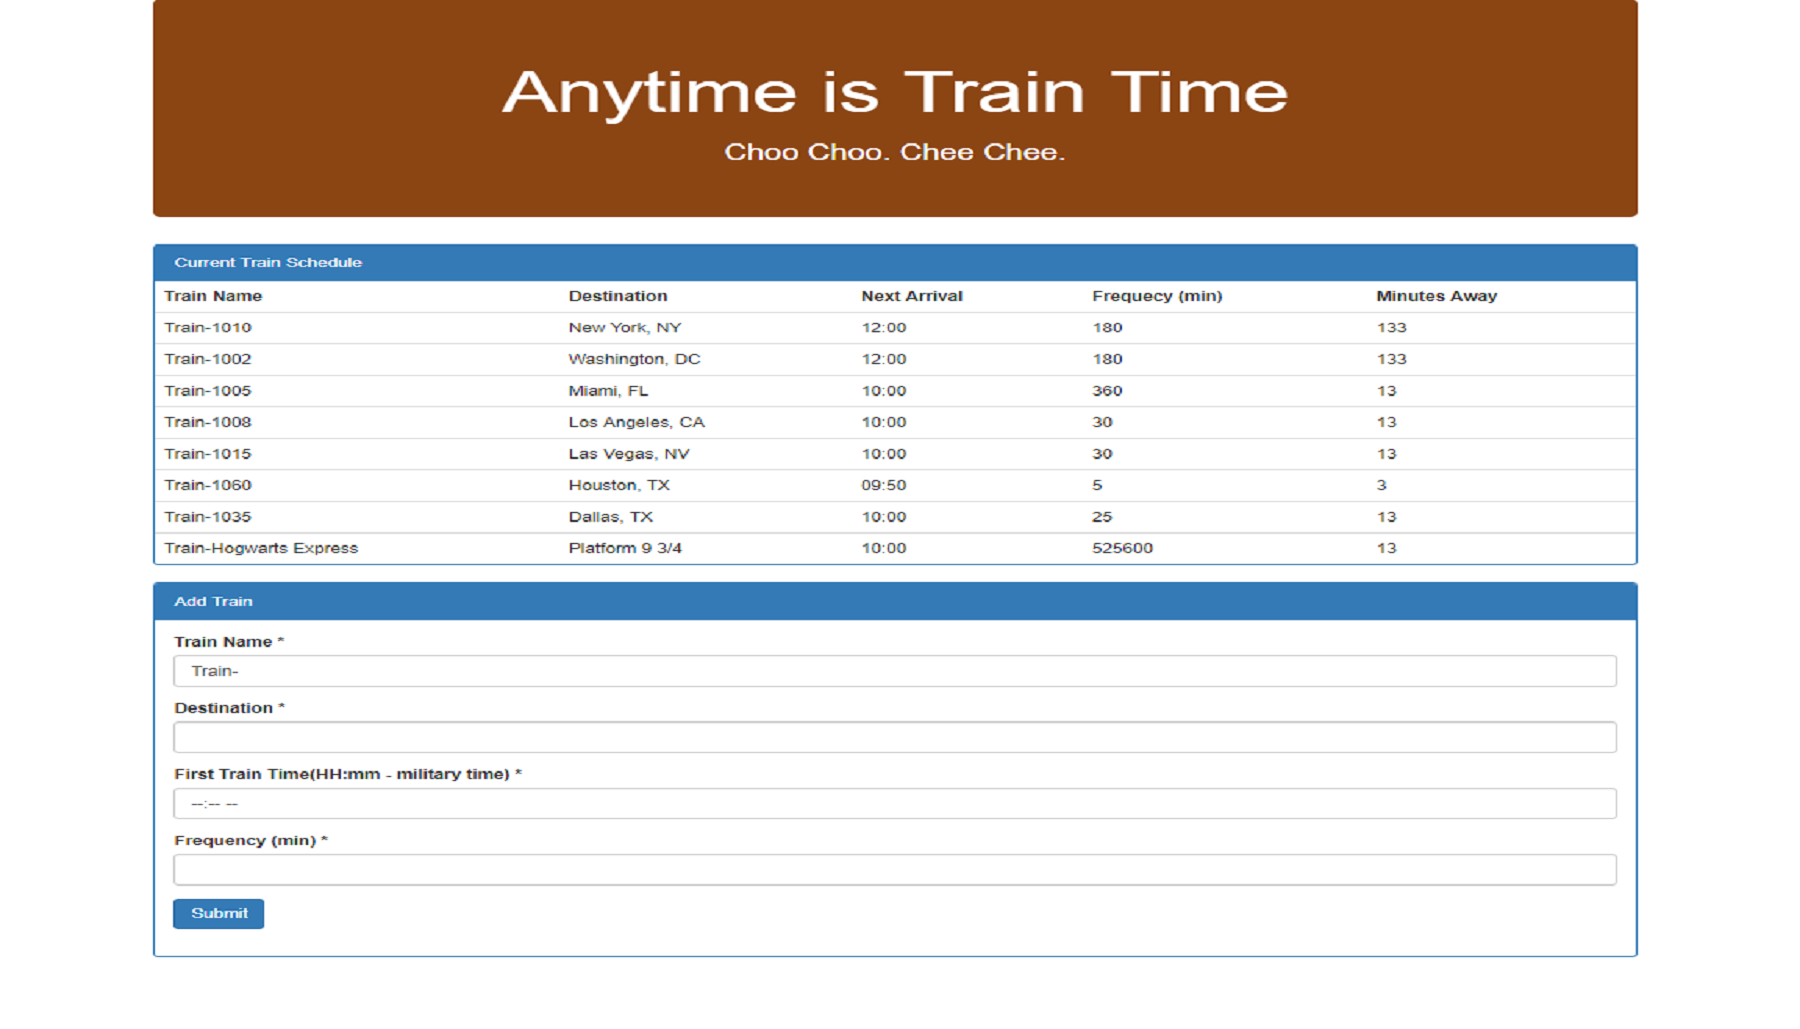 Anytime is Train Time
Choo Choo. Chee Chee.
Current Train Schedule
Train Name Destination Next Arrival Frequecy (min) Minutes Away
Train-1010 New York, NY 12:00 180 133
Train-1002 Washington, DC 12:00 180 133
Train-1005 Miami, FL 10:00 360 13
Train-1008 Los Angeles, CA 10:00 30 13
Train-1015 Las Vegas, NV 10:00 30 13
Train-1060 Houston, TX 09:50 5 3
Train-1035 Dallas, TX 10:00 25 13
Train-Hogwarts Express Platform 9 3/4 10:00 525600 13
Add Train
Train Name *
Train-
Destination *
First Train Time(HH:mm - military time) *
--:-- --
Frequency (min) *
Submit